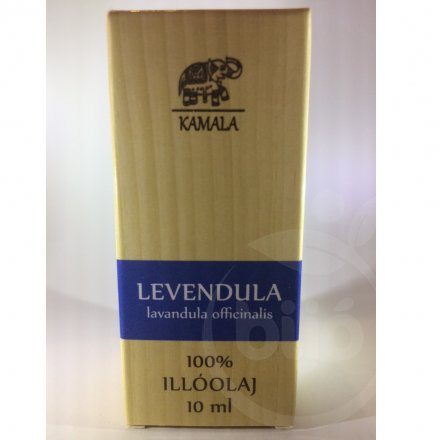 KAMALA
LEVENDULA
lavandula officinalis
100%
ILLÓOLAJ
10 ml